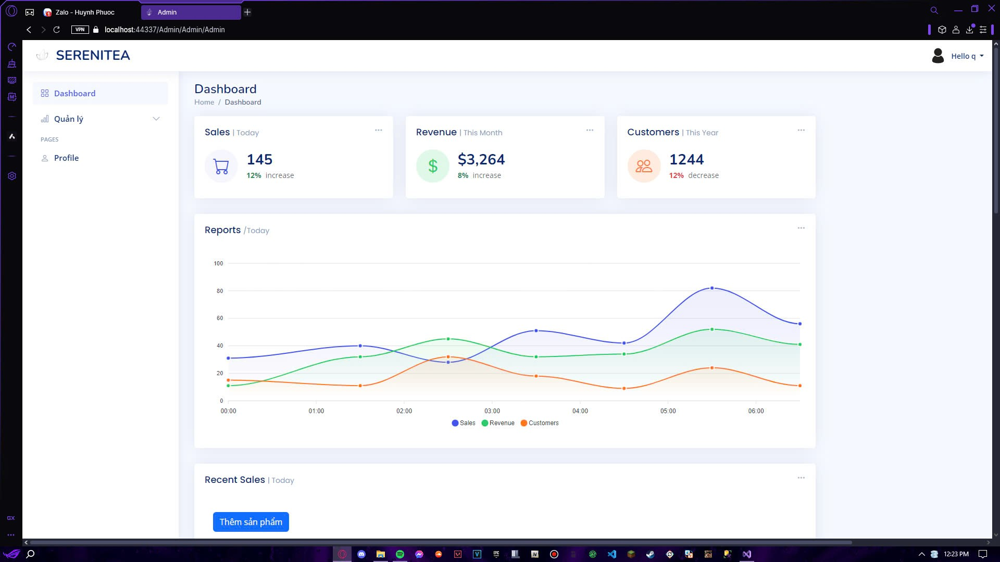 Zalo - Huynh Phuoc
Admin
VPN
localhost:44337/Admin/Admin/Admin
SERENITEA
Hello q
Dashboard
Quản lý
PAGES
Profile
Dashboard
Home / Dashboard
Sales | Today
145
12% increase
Revenue | This Month
$
$3,264
8% increase
Customers | This Year
1244
12% decrease
Reports /Today
100
80
60
40
20
0
00:00 01:00 02:00 03:00 04:00 05:00 06:00
Sales Revenue Customers
Recent Sales | Today
Thêm sản phẩm
GX
12:23 PM